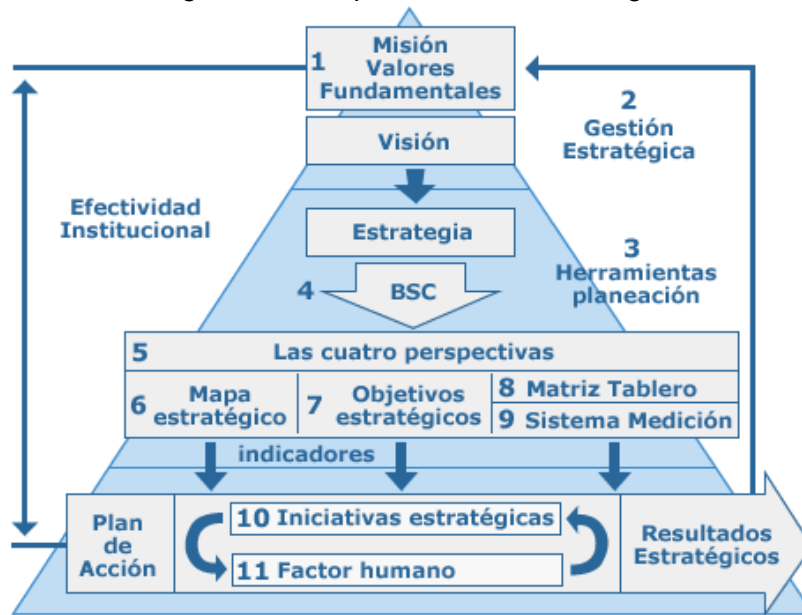 1 Misión
Valores
Fundamentales
2
Gestión
Estratégica
Visión
Efectividad
Institucional
Estrategia
3
Herramientas
planeación
4 BSC
5 Las cuatro perspectivas
6 Mapa
estratégico
7 Objetivos
estratégicos
8 Matriz Tablero
9 Sistema Medición
indicadores
Plan
de
Acción
10 Iniciativas estratégicas
11 Factor humano
Resultados
Estratégicos